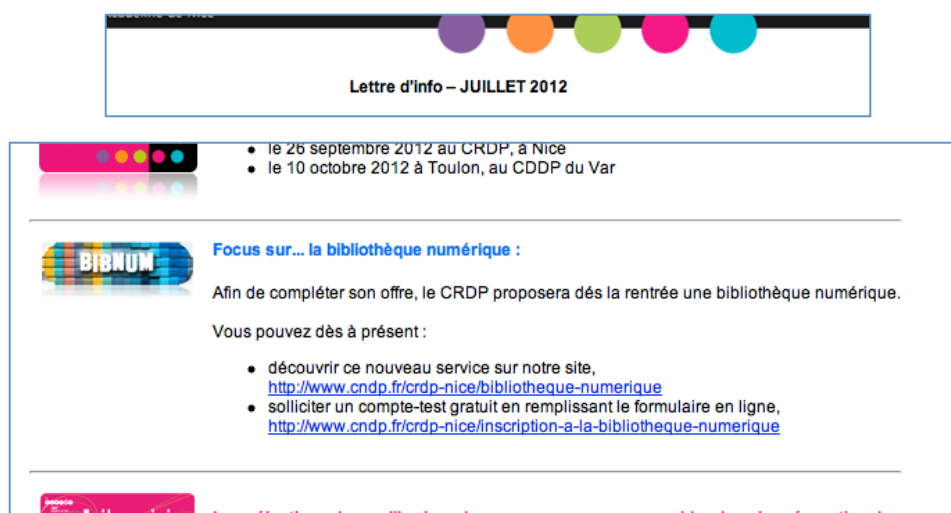 Lettre d'info – JUILLET 2012
le 26 septembre 2012 au CRDP, à Nice
le 10 octobre 2012 à Toulon, au CDDP du Var
BIBNUM
Focus sur... la bibliothèque numérique :
Afin de compléter son offre, le CRDP proposera dés la rentrée une bibliothèque numérique.
Vous pouvez dès à présent :
découvrir ce nouveau service sur notre site,
http://www.cndp.fr/crdp-nice/bibliotheque-numerique
solliciter un compte-test gratuit en remplissant le formulaire en ligne,
http://www.cndp.fr/crdp-nice/inscription-a-la-bibliotheque-numerique